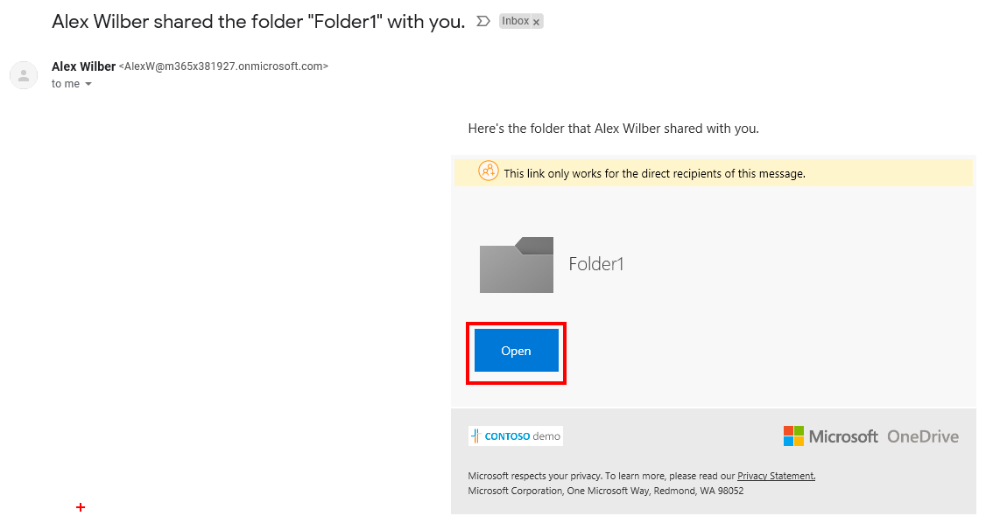 Alex Wilber shared the folder "Folder1" with you. Inbox x
Alex Wilber <AlexW@m365x381927.onmicrosoft.com>
to me
Here's the folder that Alex Wilber shared with you.
This link only works for the direct recipients of this message.
Folder1
Open
CONTOSO demo
Microsoft OneDrive
Microsoft respects your privacy. To learn more, please read our Privacy Statement.
Microsoft Corporation, One Microsoft Way, Redmond, WA 98052